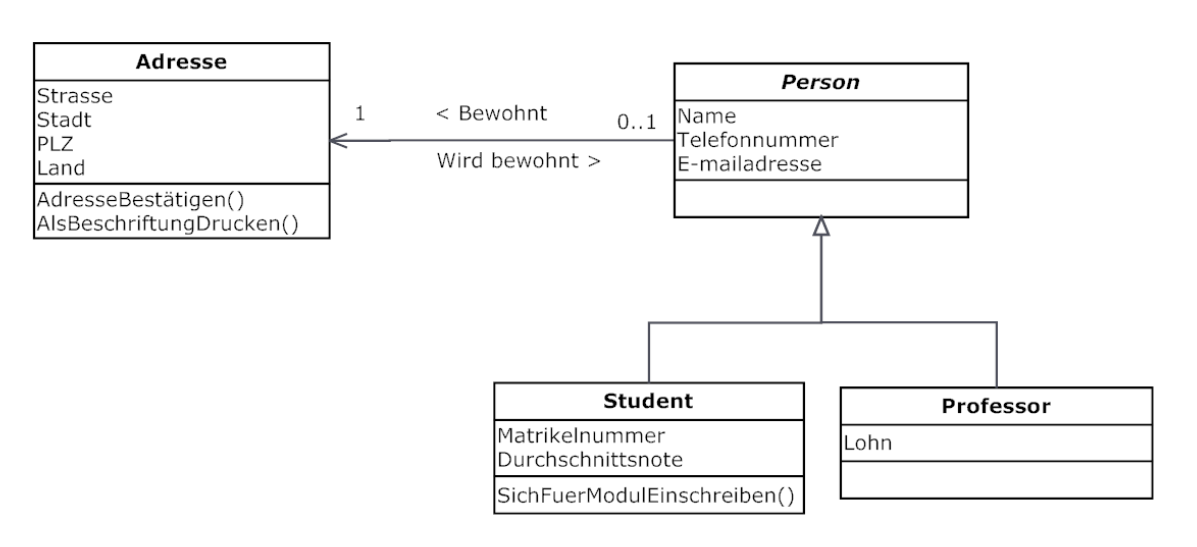 Adresse
Strasse
Stadt
PLZ
Land
AdresseBestätigen()
AlsBeschriftungDrucken()
1
< Bewohnt
0..1
Wird bewohnt >
Person
Name
Telefonnummer
E-mailadresse
Student
Matrikelnummer
Durchschnittsnote
SichFuerModulEinschreiben()
Professor
Lohn